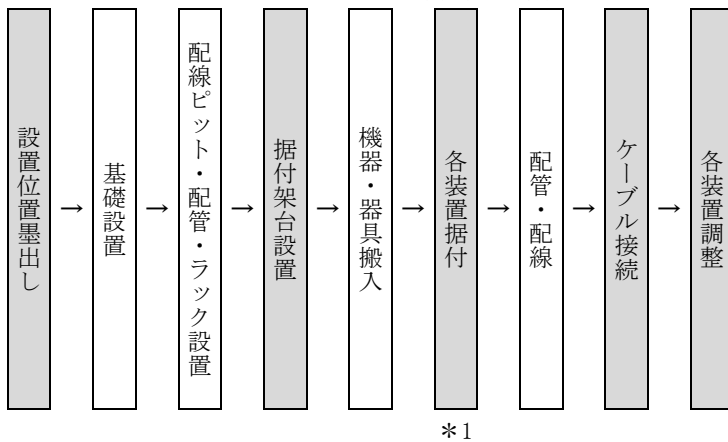 設置位置墨出し
→
基礎設置
→
配線ピット・配管・ラック設置
→
据付架台設置
→
機器・器具搬入
→
各装置据付
→
配管・配線
→
ケーブル接続
→
各装置調整
＊1